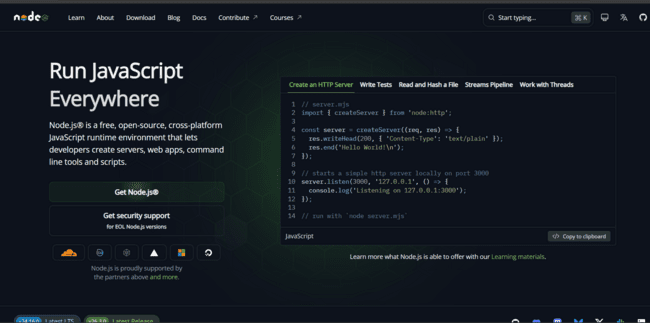 node
Learn About Download Blog Docs Contribute ↗ Courses ↗ Start typing... ⌘ K
Run JavaScript
Everywhere
Node.js® is a free, open-source, cross-platform
JavaScript runtime environment that lets
developers create servers, web apps, command
line tools and scripts.
Get Node.js®
Get security support
for EOL Node.js versions
Node.js is proudly supported by
the partners above and more.
Create an HTTP Server Write Tests Read and Hash a File Streams Pipeline Work with Threads
1 // server.mjs
2 import { createServer } from 'node:http';
3
4 const server = createServer((req, res) => {
5 res.writeHead(200, { 'Content-Type': 'text/plain' });
6 res.end('Hello World!\n');
7 });
8
9 // starts a simple http server locally on port 3000
10 server.listen(3000, '127.0.0.1', () => {
11 console.log('Listening on 127.0.0.1:3000');
12 });
13
14 // run with `node server.mjs`
JavaScript Copy to clipboard
Learn more what Node.js is able to offer with our Learning materials.
Latest LTS Latest Release